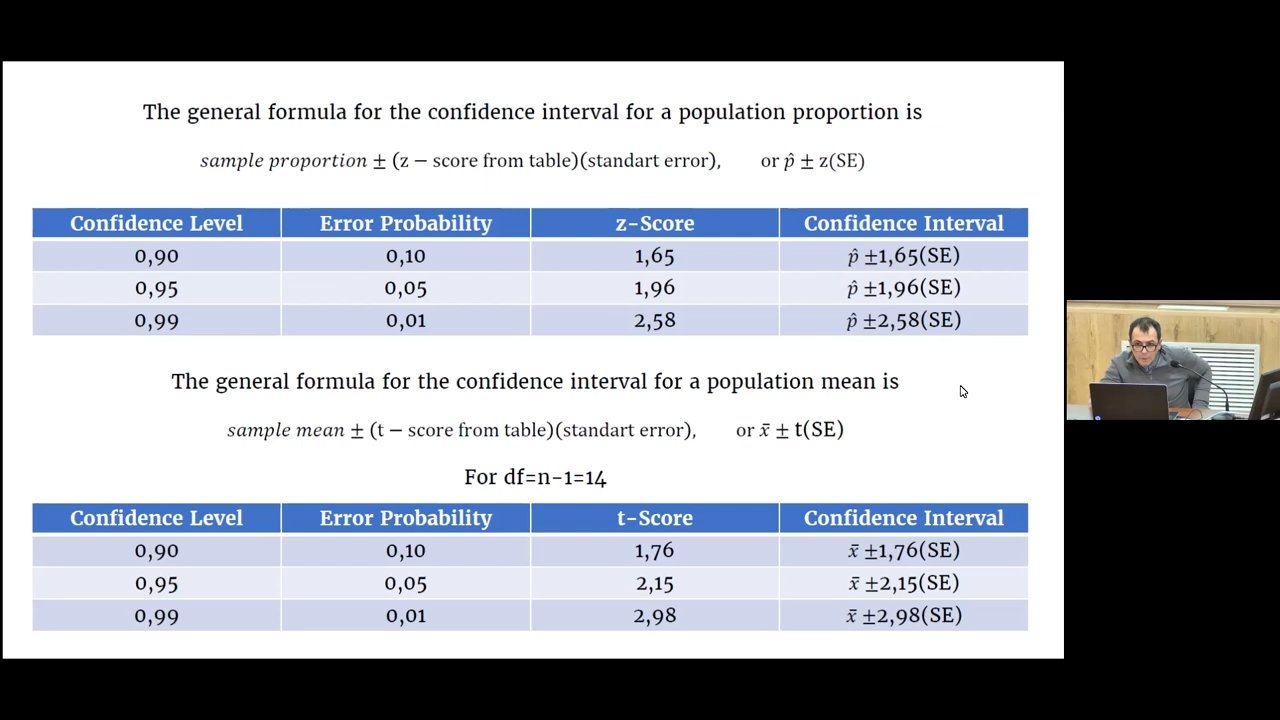 The general formula for the confidence interval for a population proportion is
sample proportion ± (z − score from table)(standart error), or p̂ ± z(SE)
Confidence Level Error Probability z-Score Confidence Interval
0,90 0,10 1,65 p̂ ±1,65(SE)
0,95 0,05 1,96 p̂ ±1,96(SE)
0,99 0,01 2,58 p̂ ±2,58(SE)
The general formula for the confidence interval for a population mean is
sample mean ± (t − score from table)(standart error), or x̄ ± t(SE)
For df=n-1=14
Confidence Level Error Probability t-Score Confidence Interval
0,90 0,10 1,76 x̄ ±1,76(SE)
0,95 0,05 2,15 x̄ ±2,15(SE)
0,99 0,01 2,98 x̄ ±2,98(SE)